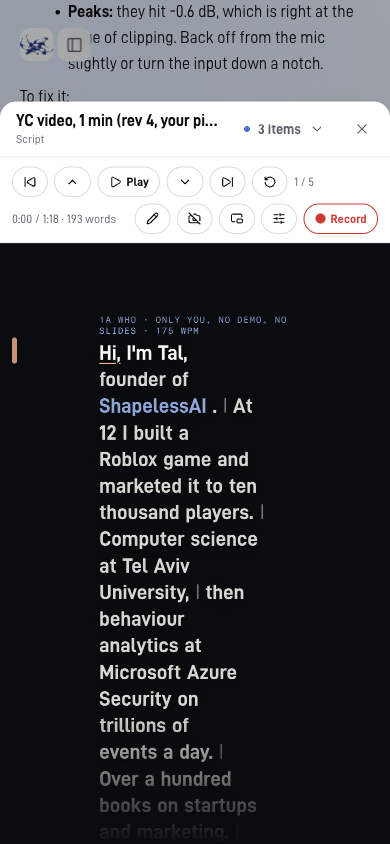 • Peaks: they hit -0.6 dB, which is right at the
of clipping. Back off from the mic
slightly or turn the input down a notch.
To fix it:
YC video, 1 min (rev 4, your pi...
3 items
Script
Play
1 / 5
0:00 / 1:18 · 193 words
Record
1A WHO · ONLY YOU, NO DEMO, NO
SLIDES · 175 WPM
Hi, I'm Tal,
founder of
ShapelessAI . | At
12 I built a
Roblox game and
marketed it to ten
thousand players. |
Computer science
at Tel Aviv
University, | then
behaviour
analytics at
Microsoft Azure
Security on
trillions of
events a day. |
Over a hundred
books on startups
and marketing. |